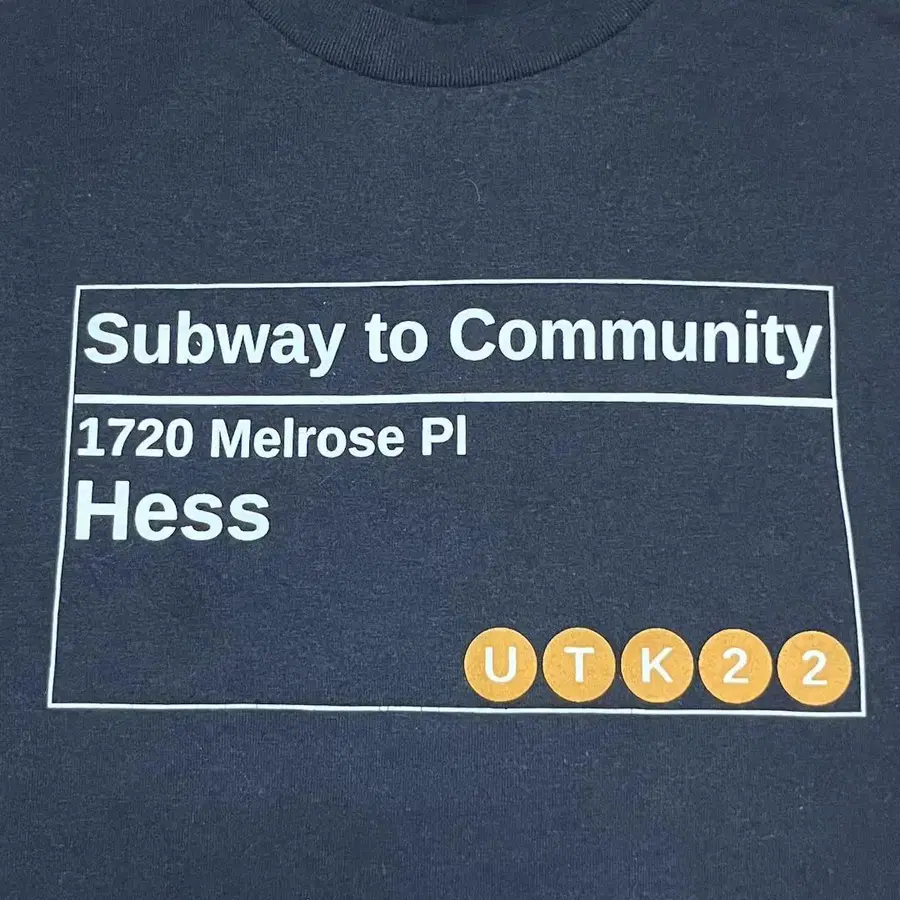 Subway to Community
1720 Melrose Pl
Hess
U T K 2 2